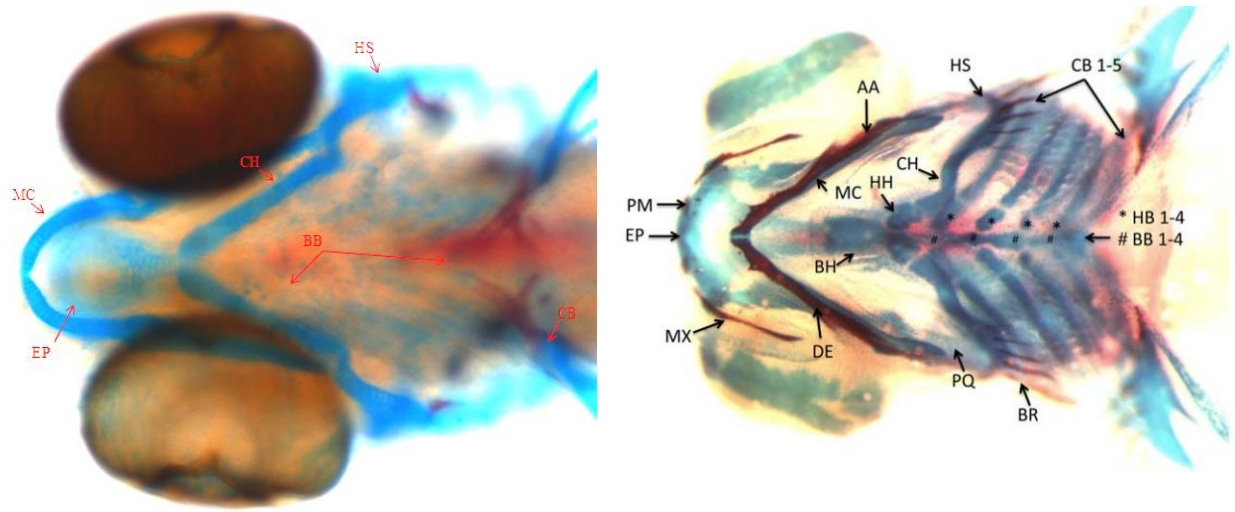 HS
CH
MC
BB
CB
EP
HS
CB 1-5
AA
CH
HH
MC
PM
* HB 1-4
EP
# BB 1-4
BH
MX
DE
PQ
BR
* * * *
# # # #